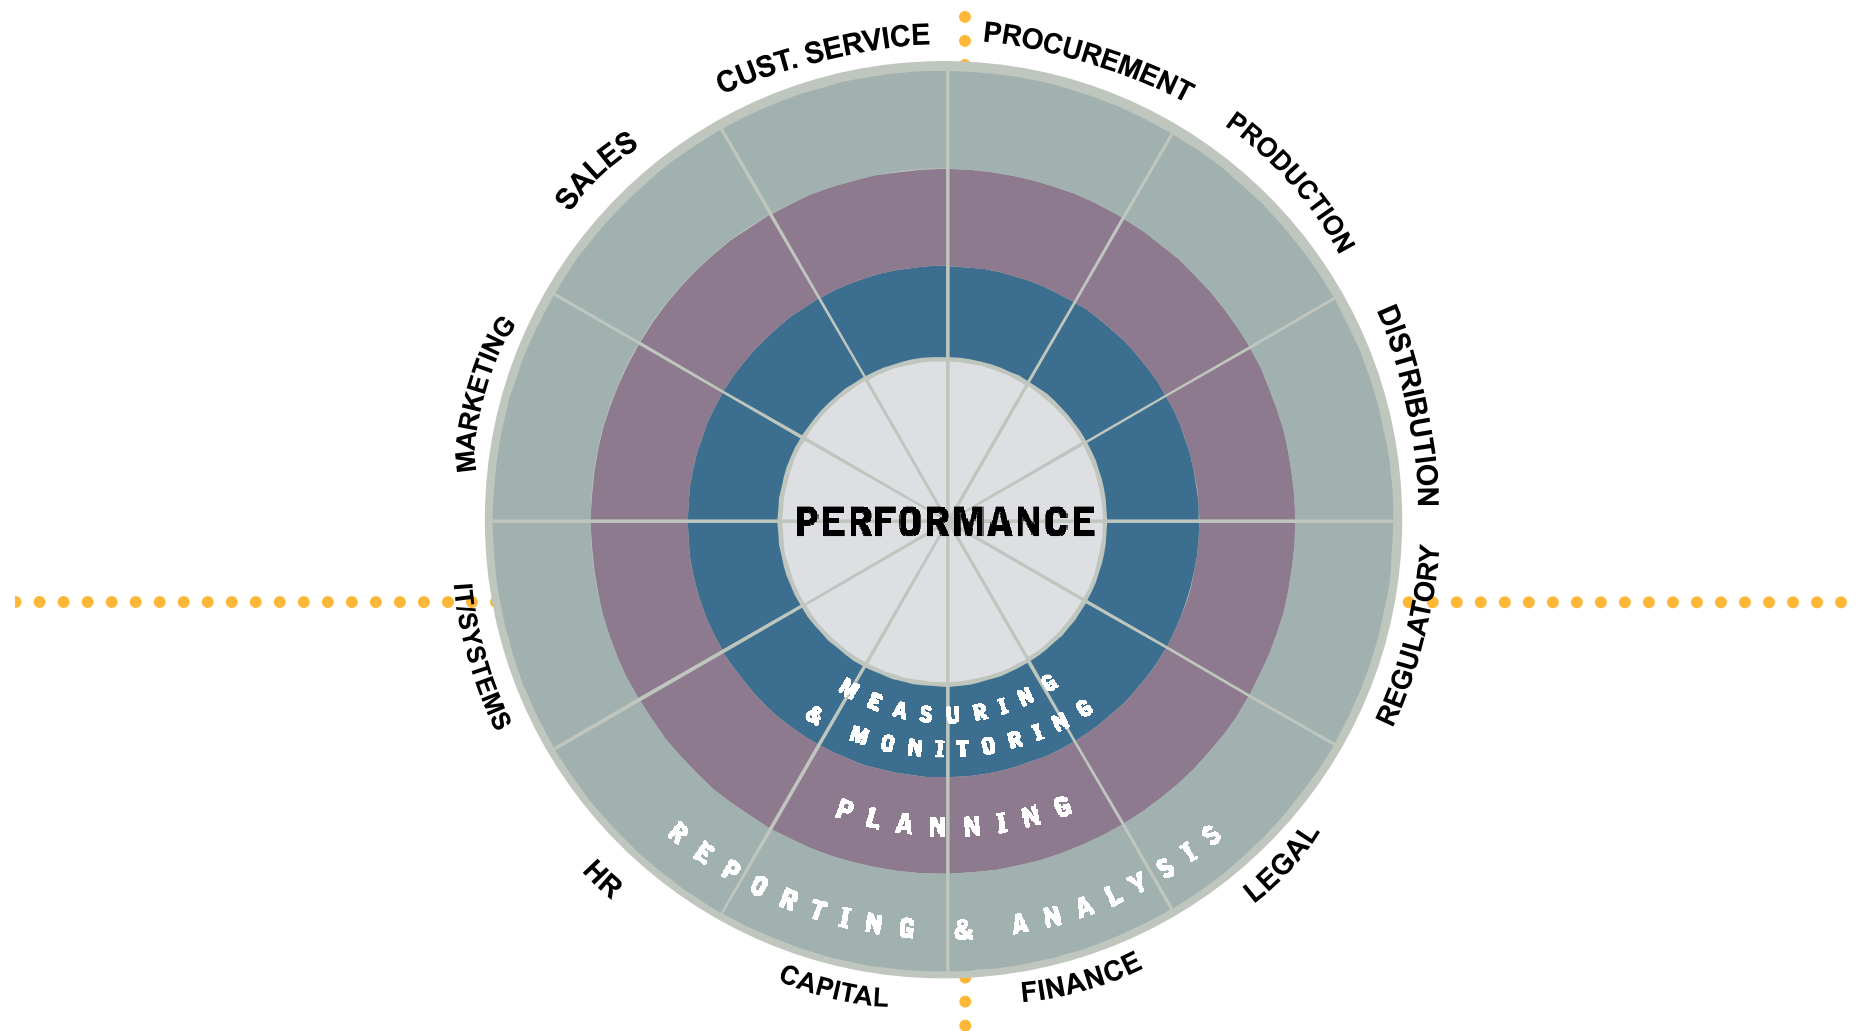 CUST. SERVICE
PROCUREMENT
PRODUCTION
DISTRIBUTION
REGULATORY
LEGAL
FINANCE
CAPITAL
HR
IT/SYSTEMS
MARKETING
SALES
PERFORMANCE
MEASURING
& MONITORING
PLANNING
REPORTING & ANALYSIS